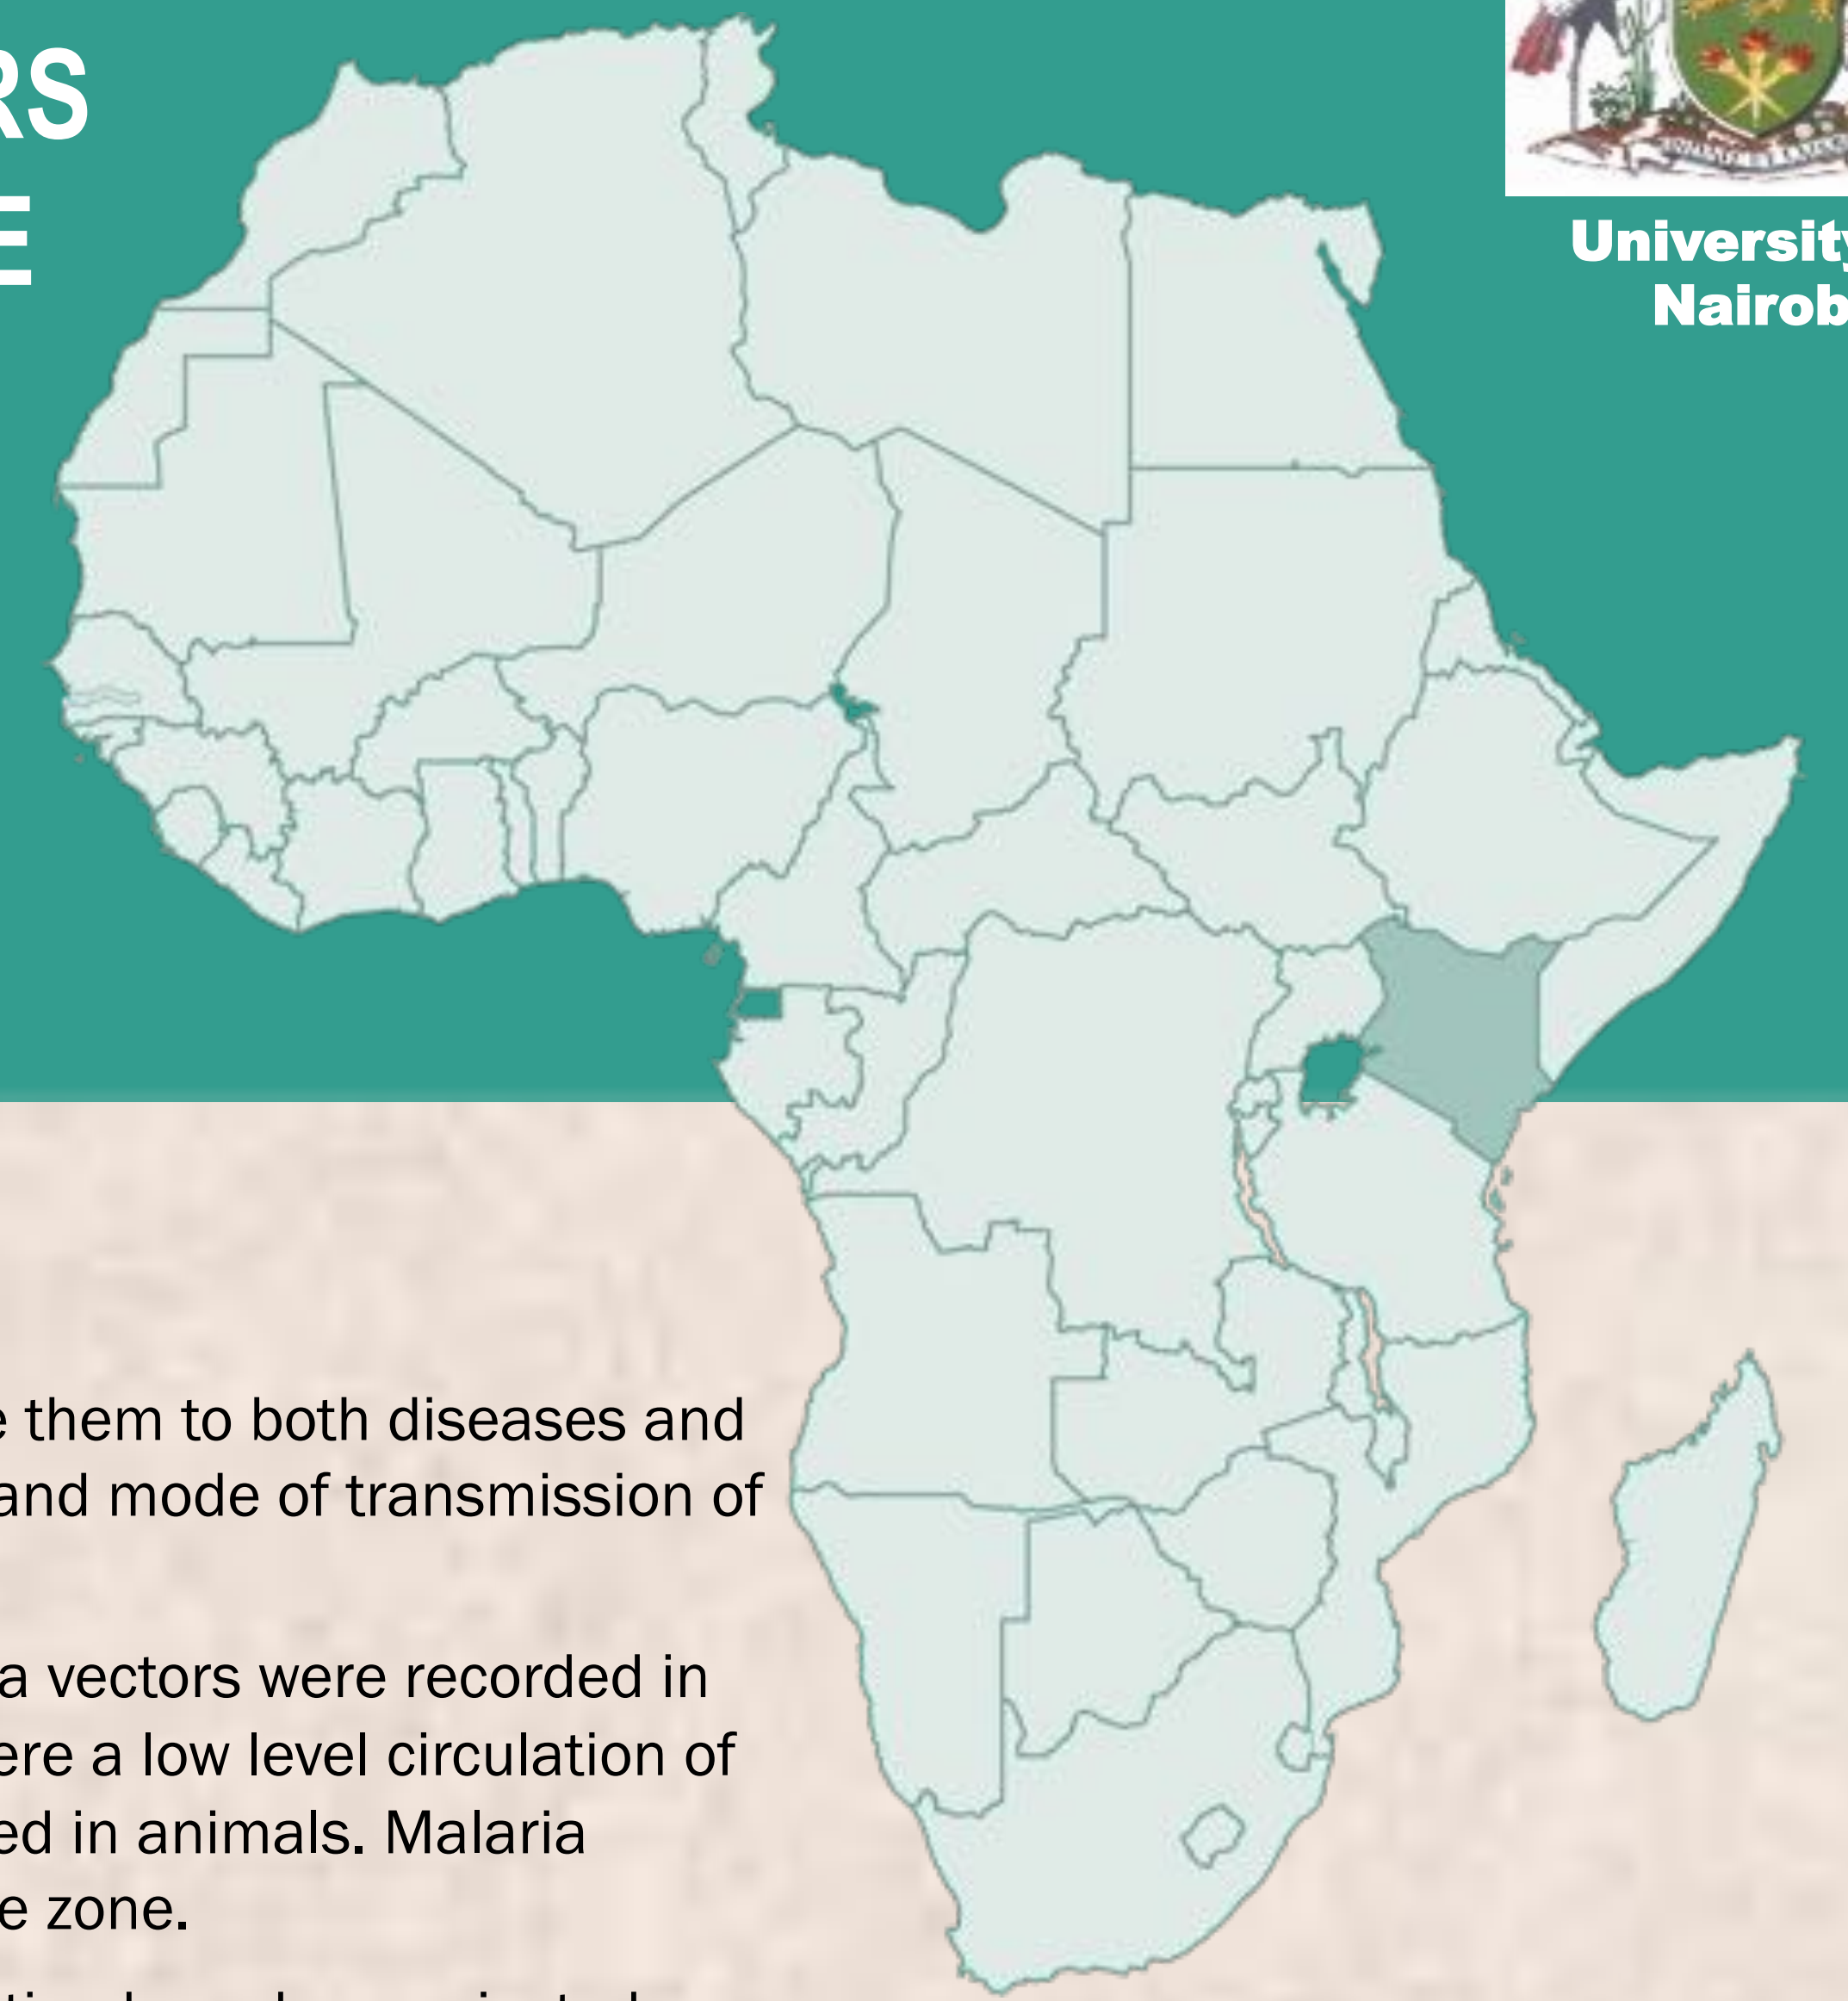 RS
E
University
Nairob
e them to both diseases and
and mode of transmission of
a vectors were recorded in
ere a low level circulation of
ed in animals. Malaria
e zone.